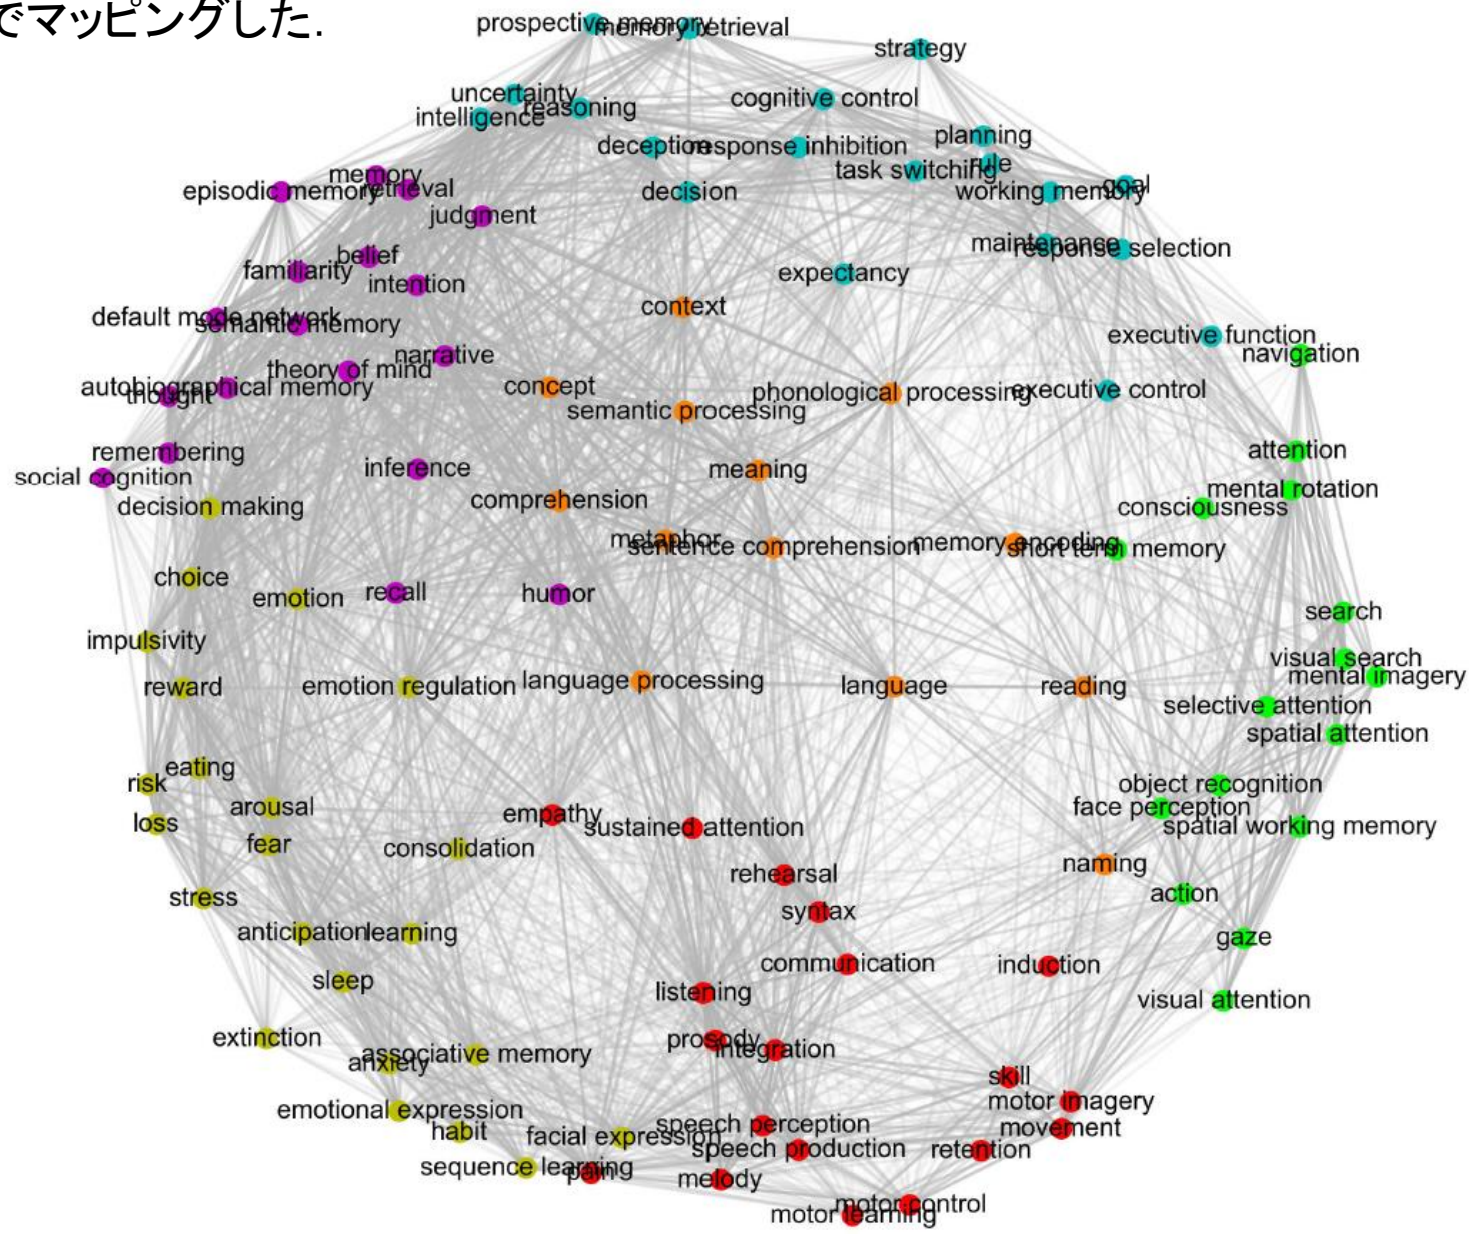 でマッピングした.
prospective memory
memory retrieval
strategy
uncertainty
reasoning
intelligence
cognitive control
deception
response inhibition
planning
rule
task switching
memory
retrieval
episodic memory
decision
working memory
goal
judgment
maintenance
response selection
belief
familiarity
intention
expectancy
context
default mode network
semantic memory
executive function
navigation
narrative
theory of mind
autobiographical memory
thought
concept
phonological processing
executive control
semantic processing
remembering
attention
social cognition
inference
meaning
mental rotation
decision making
comprehension
consciousness
metaphor
sentence comprehension
memory encoding
short term memory
choice
emotion
recall
humor
search
impulsivity
visual search
mental imagery
reward
emotion regulation
language processing
language
reading
selective attention
spatial attention
eating
risk
object recognition
arousal
face perception
loss
empathy
sustained attention
spatial working memory
fear
consolidation
naming
rehearsal
stress
syntax
action
anticipation
learning
gaze
communication
induction
sleep
listening
visual attention
extinction
prosody
integration
associative memory
anxiety
skill
motor imagery
emotional expression
habit
facial expression
speech perception
movement
speech production
retention
sequence learning
pain
melody
motor control
motor learning